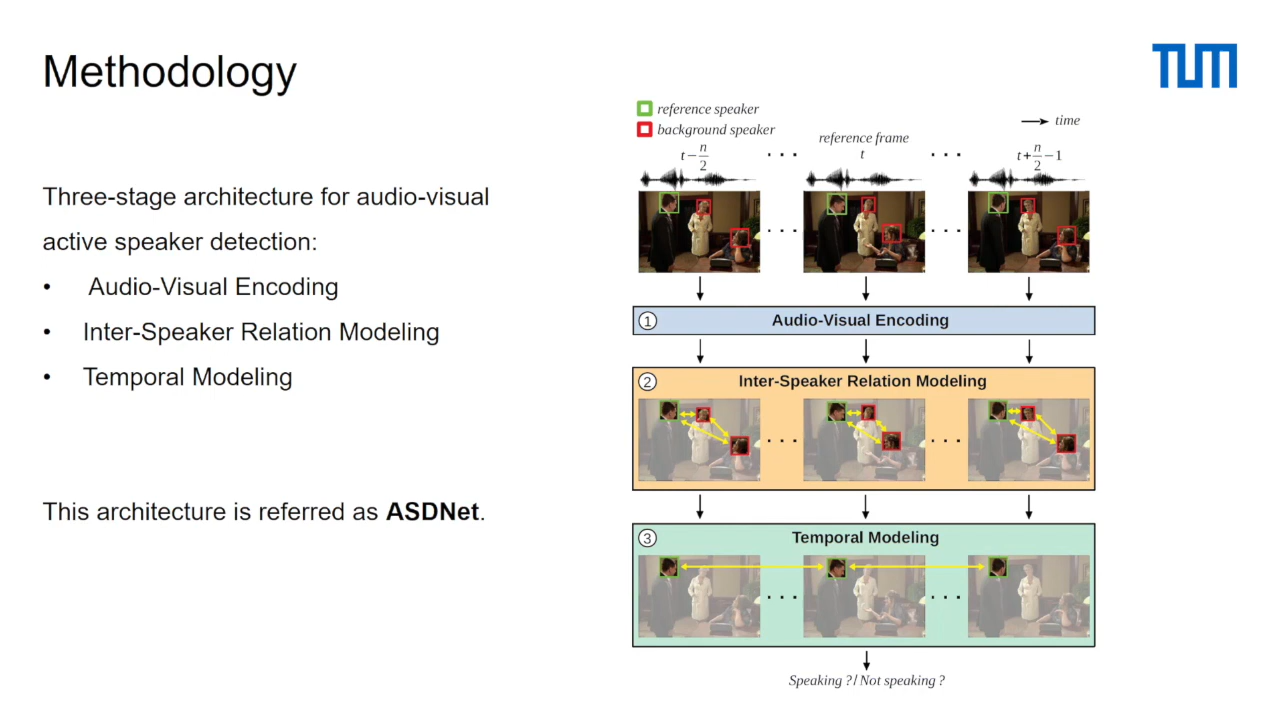 Methodology
TUM
Three-stage architecture for audio-visual
active speaker detection:
• Audio-Visual Encoding
• Inter-Speaker Relation Modeling
• Temporal Modeling
This architecture is referred as ASDNet.
reference speaker
background speaker
time
reference frame
t − n/2 · · · t · · · t + n/2 − 1
· · · · · ·
1 Audio-Visual Encoding
2 Inter-Speaker Relation Modeling
· · · · · ·
3 Temporal Modeling
· · · · · ·
Speaking ? / Not speaking ?